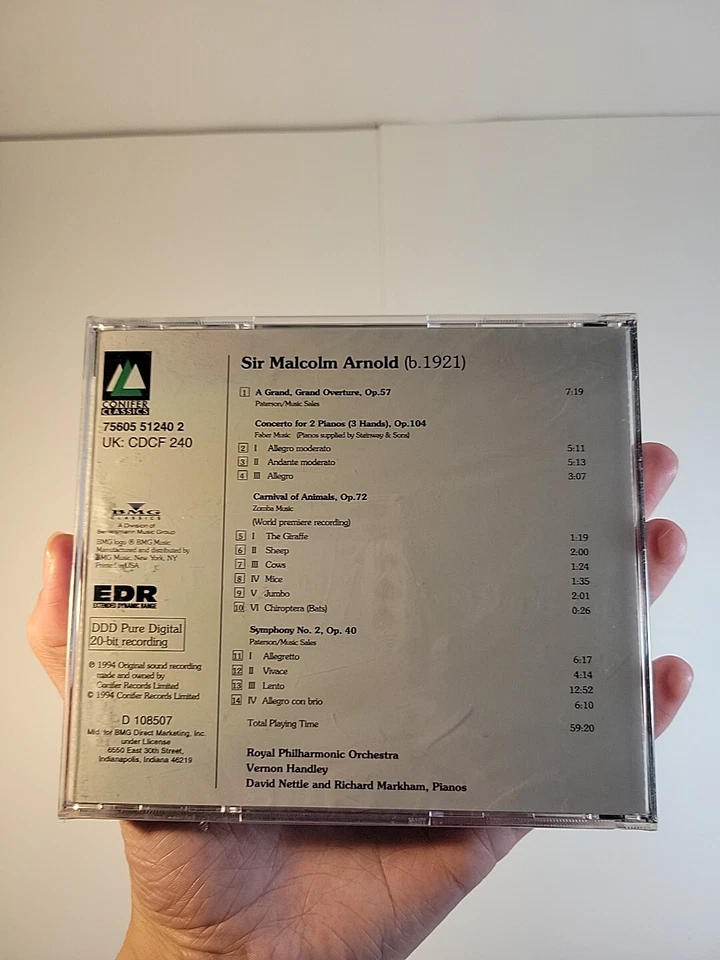 CONIFER
CLASSICS
75605 51240 2
UK: CDCF 240
BMG
CLASSICS
A Division of
Bertelsmann Music Group
BMG logo ® BMG Music
Manufactured and distributed by
BMG Music, New York, NY
Printed in USA
EDR
EXTENDED DYNAMIC RANGE
DDD Pure Digital
20-bit recording
℗ 1994 Original sound recording
made and owned by
Conifer Records Limited
© 1994 Conifer Records Limited
D 108507
Mfd. for BMG Direct Marketing, Inc.
under License
6550 East 30th Street,
Indianapolis, Indiana 46219
Sir Malcolm Arnold (b.1921)
1 A Grand, Grand Overture, Op.57 7:19
Paterson/Music Sales
Concerto for 2 Pianos (3 Hands), Op.104
Faber Music (Pianos supplied by Steinway & Sons)
2 I Allegro moderato 5:11
3 II Andante moderato 5:13
4 III Allegro 3:07
Carnival of Animals, Op.72
Zomba Music
(World premiere recording)
5 I The Giraffe 1:19
6 II Sheep 2:00
7 III Cows 1:24
8 IV Mice 1:35
9 V Jumbo 2:01
10 VI Chiroptera (Bats) 0:26
Symphony No. 2, Op. 40
Paterson/Music Sales
11 I Allegretto 6:17
12 II Vivace 4:14
13 III Lento 12:52
14 IV Allegro con brio 6:10
Total Playing Time 59:20
Royal Philharmonic Orchestra
Vernon Handley
David Nettle and Richard Markham, Pianos